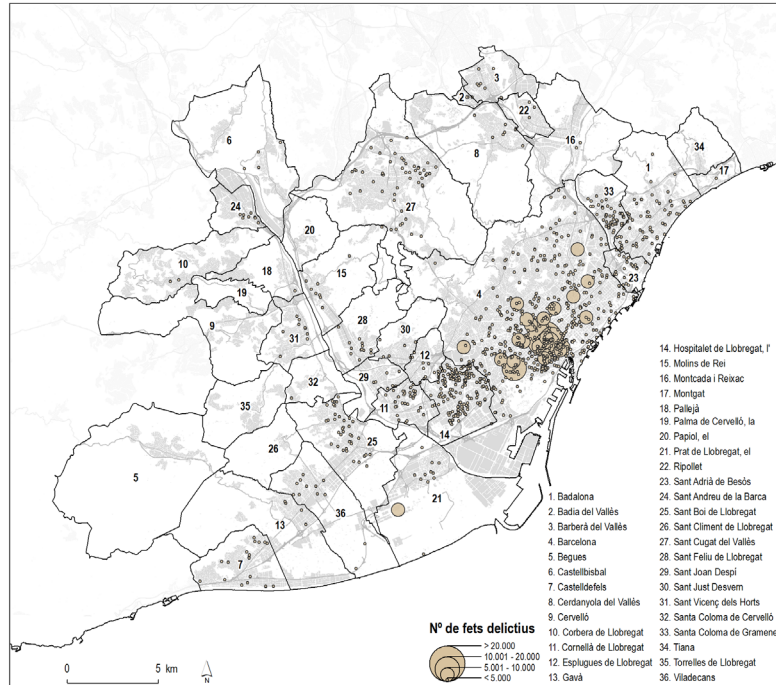 3
2
22
6
16
34
8
1
17
33
27
24
20
10
18
15
19
4
23
9
28
30
31
12
29
32
11
35
14
25
26
5
21
13
36
7
14. Hospitalet de Llobregat, l'
15. Molins de Rei
16. Montcada i Reixac
17. Montgat
18. Pallejà
19. Palma de Cervelló, la
20. Papiol, el
21. Prat de Llobregat, el
22. Ripollet
23. Sant Adrià de Besòs
24. Sant Andreu de la Barca
25. Sant Boi de Llobregat
26. Sant Climent de Llobregat
27. Sant Cugat del Vallès
28. Sant Feliu de Llobregat
29. Sant Joan Despí
30. Sant Just Desvern
31. Sant Vicenç dels Horts
32. Santa Coloma de Cervelló
33. Santa Coloma de Gramene
34. Tiana
35. Torrelles de Llobregat
36. Viladecans
1. Badalona
2. Badia del Vallès
3. Barberà del Vallès
4. Barcelona
5. Begues
6. Castellbisbal
7. Castelldefels
8. Cerdanyola del Vallès
9. Cervelló
10. Corbera de Llobregat
11. Cornellà de Llobregat
12. Esplugues de Llobregat
13. Gavà
Nº de fets delictius
> 20.000
10.001 - 20.000
5.001 - 10.000
< 5.000
0 5 km
N